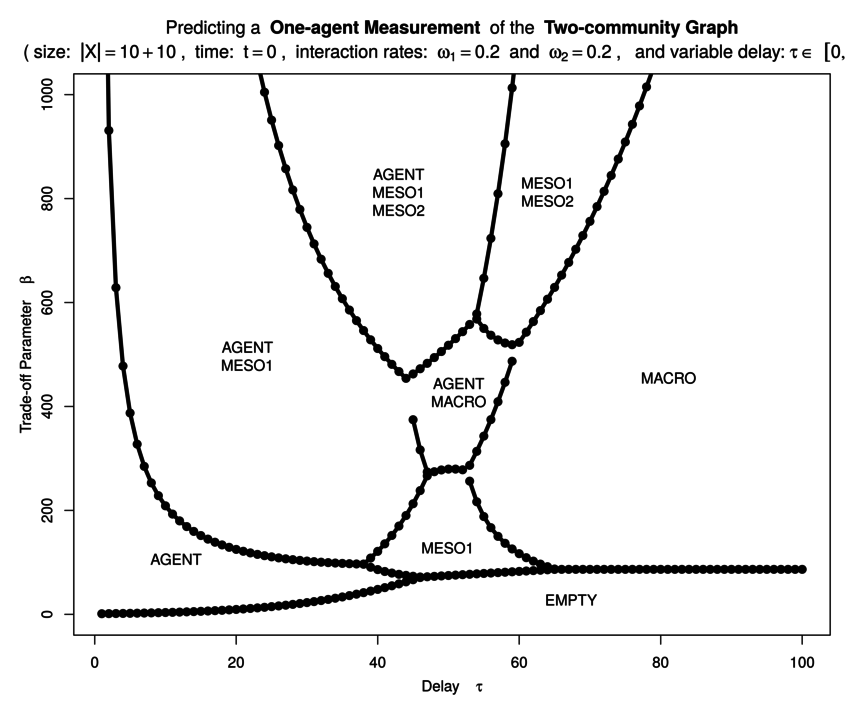 Predicting a One-agent Measurement of the Two-community Graph
( size: |X| = 10 + 10 , time: t = 0 , interaction rates: ω₁ = 0.2 and ω₂ = 0.2 , and variable delay: τ ∈ [0,
1000
800
600
400
200
0
Trade-off Parameter β
AGENT
MESO1
MESO2
MESO1
MESO2
AGENT
MESO1
AGENT
MACRO
MACRO
MESO1
AGENT
EMPTY
0 20 40 60 80 100
Delay τ